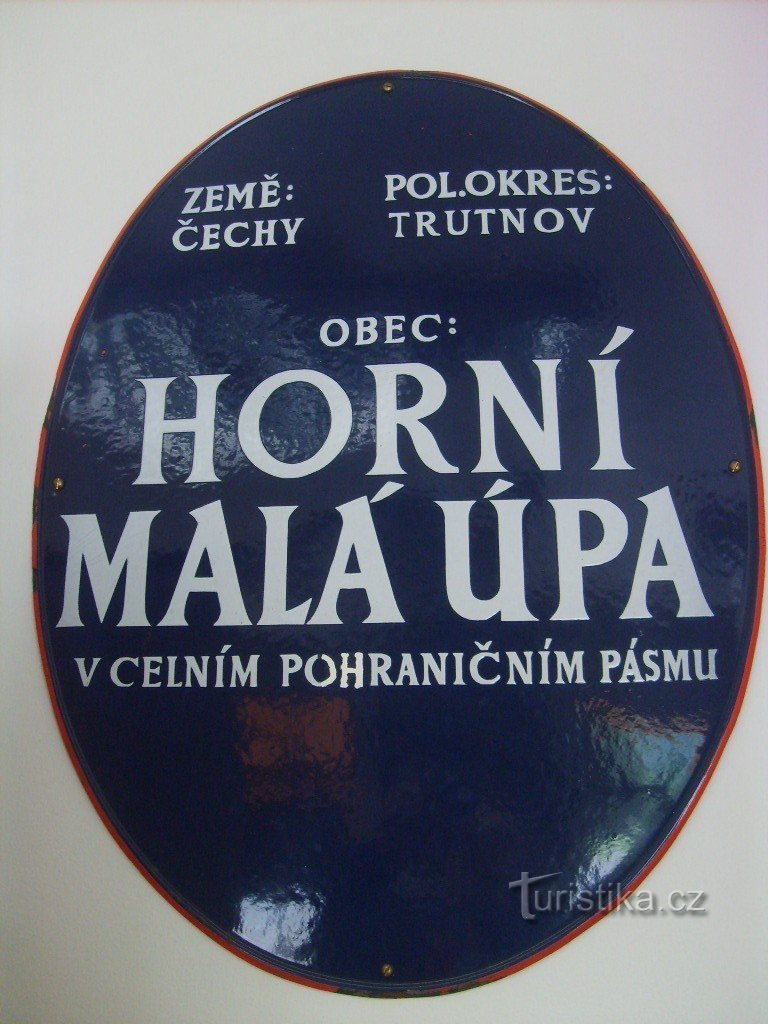 ZEMĚ:
ČECHY
POL.OKRES:
TRUTNOV
OBEC:
HORNÍ
MALÁ ÚPA
V CELNÍM POHRANIČNÍM PÁSMU
Turistika.cz